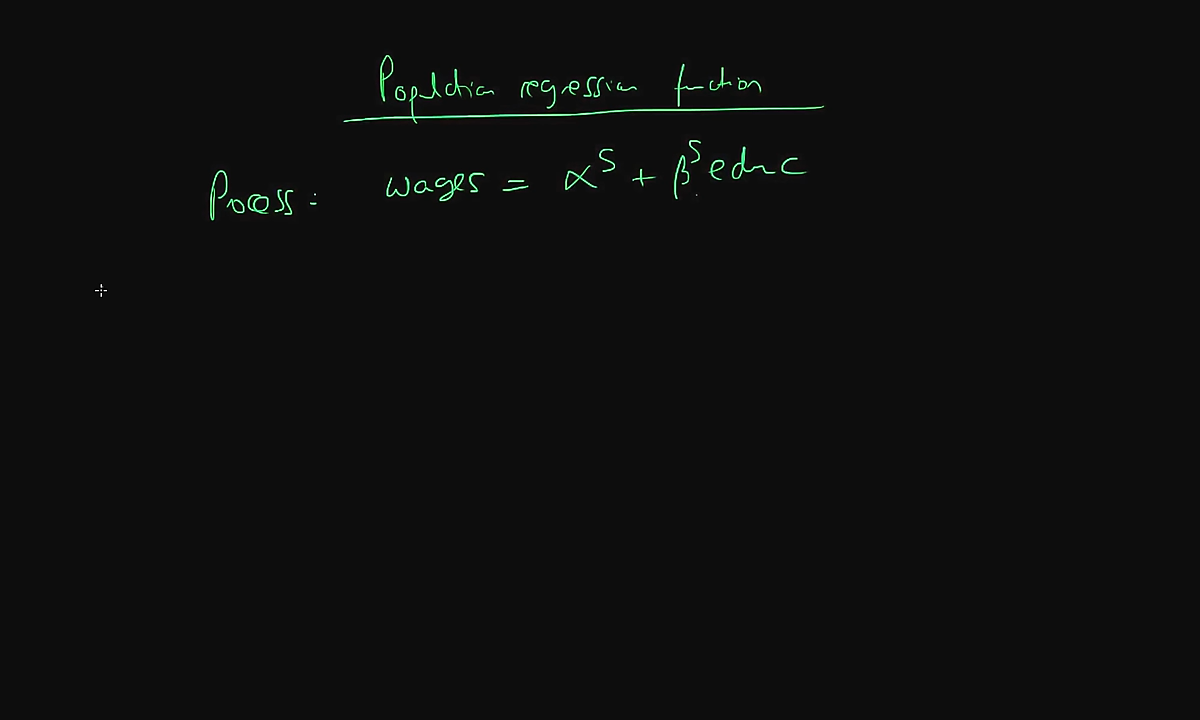 Population regression function
Process: wages = α^s + β^s educ